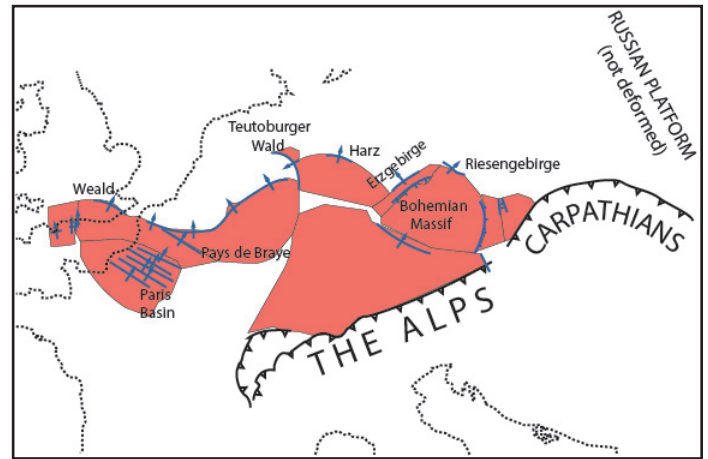 RUSSIAN PLATFORM
(not deformed)
Teutoburger
Wald
Harz
Erzgebirge
Riesengebirge
Weald
Bohemian
Massif
CARPATHIANS
Pays de Braye
Paris
Basin
THE ALPS